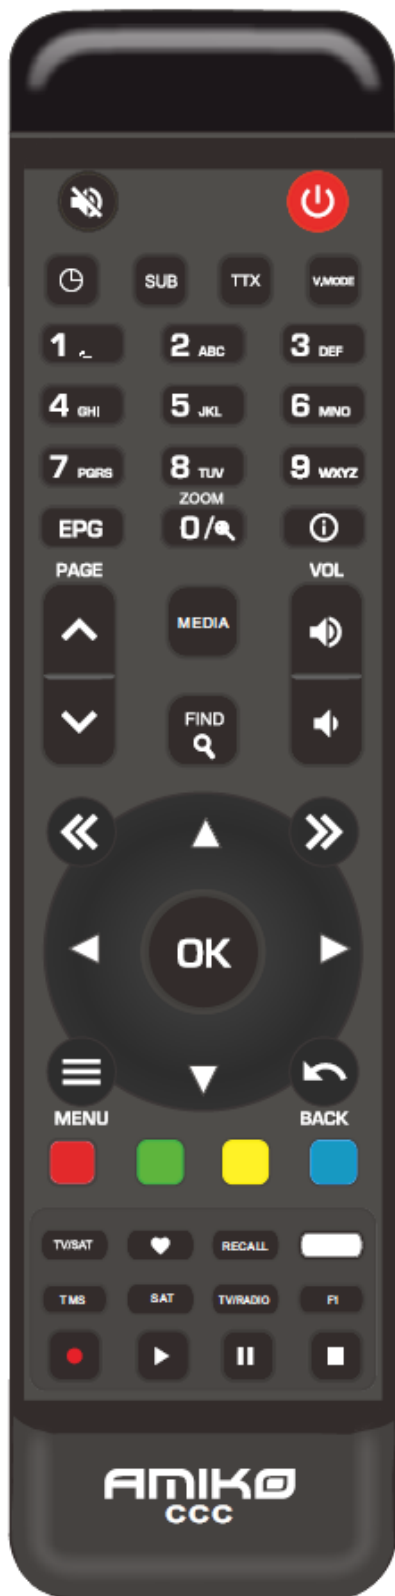 SUB TTX V.MODE
1 2 ABC 3 DEF
4 GHI 5 JKL 6 MNO
7 PQRS 8 TUV 9 WXYZ
ZOOM
EPG 0/ i
PAGE VOL
MEDIA
FIND
OK
MENU BACK
TV/SAT RECALL
TMS SAT TV/RADIO F1
AMIKO
CCC